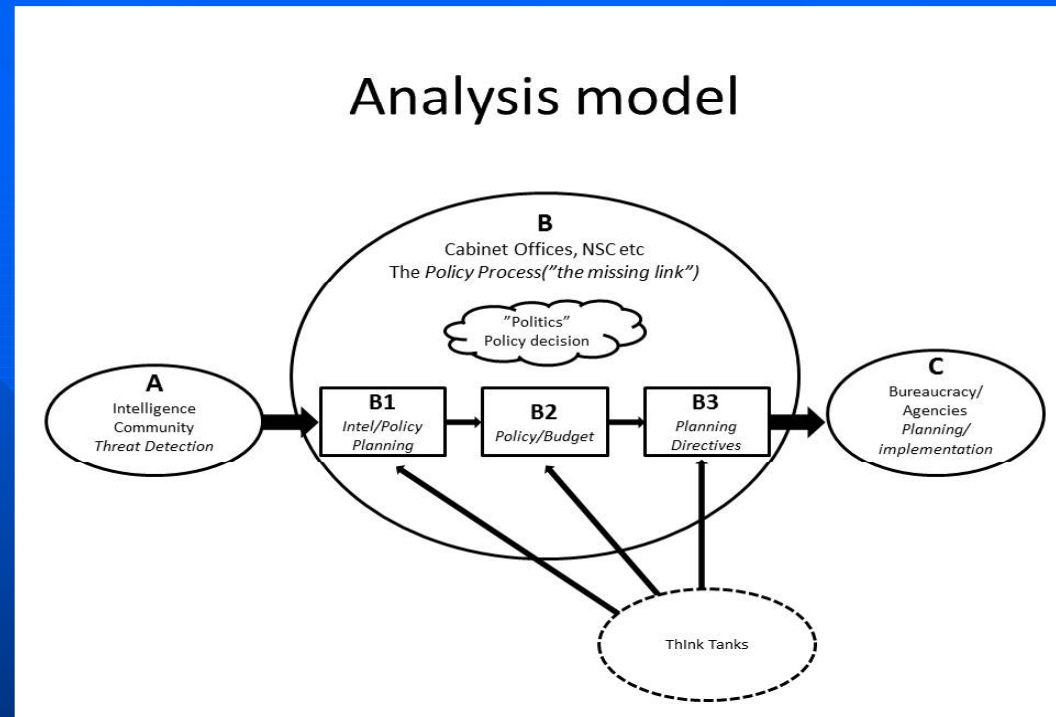 Analysis model
B
Cabinet Offices, NSC etc
The Policy Process("the missing link")
"Politics"
Policy decision
A
Intelligence
Community
Threat Detection
B1
Intel/Policy
Planning
B2
Policy/Budget
B3
Planning
Directives
C
Bureaucracy/
Agencies
Planning/
implementation
ThInk Tanks